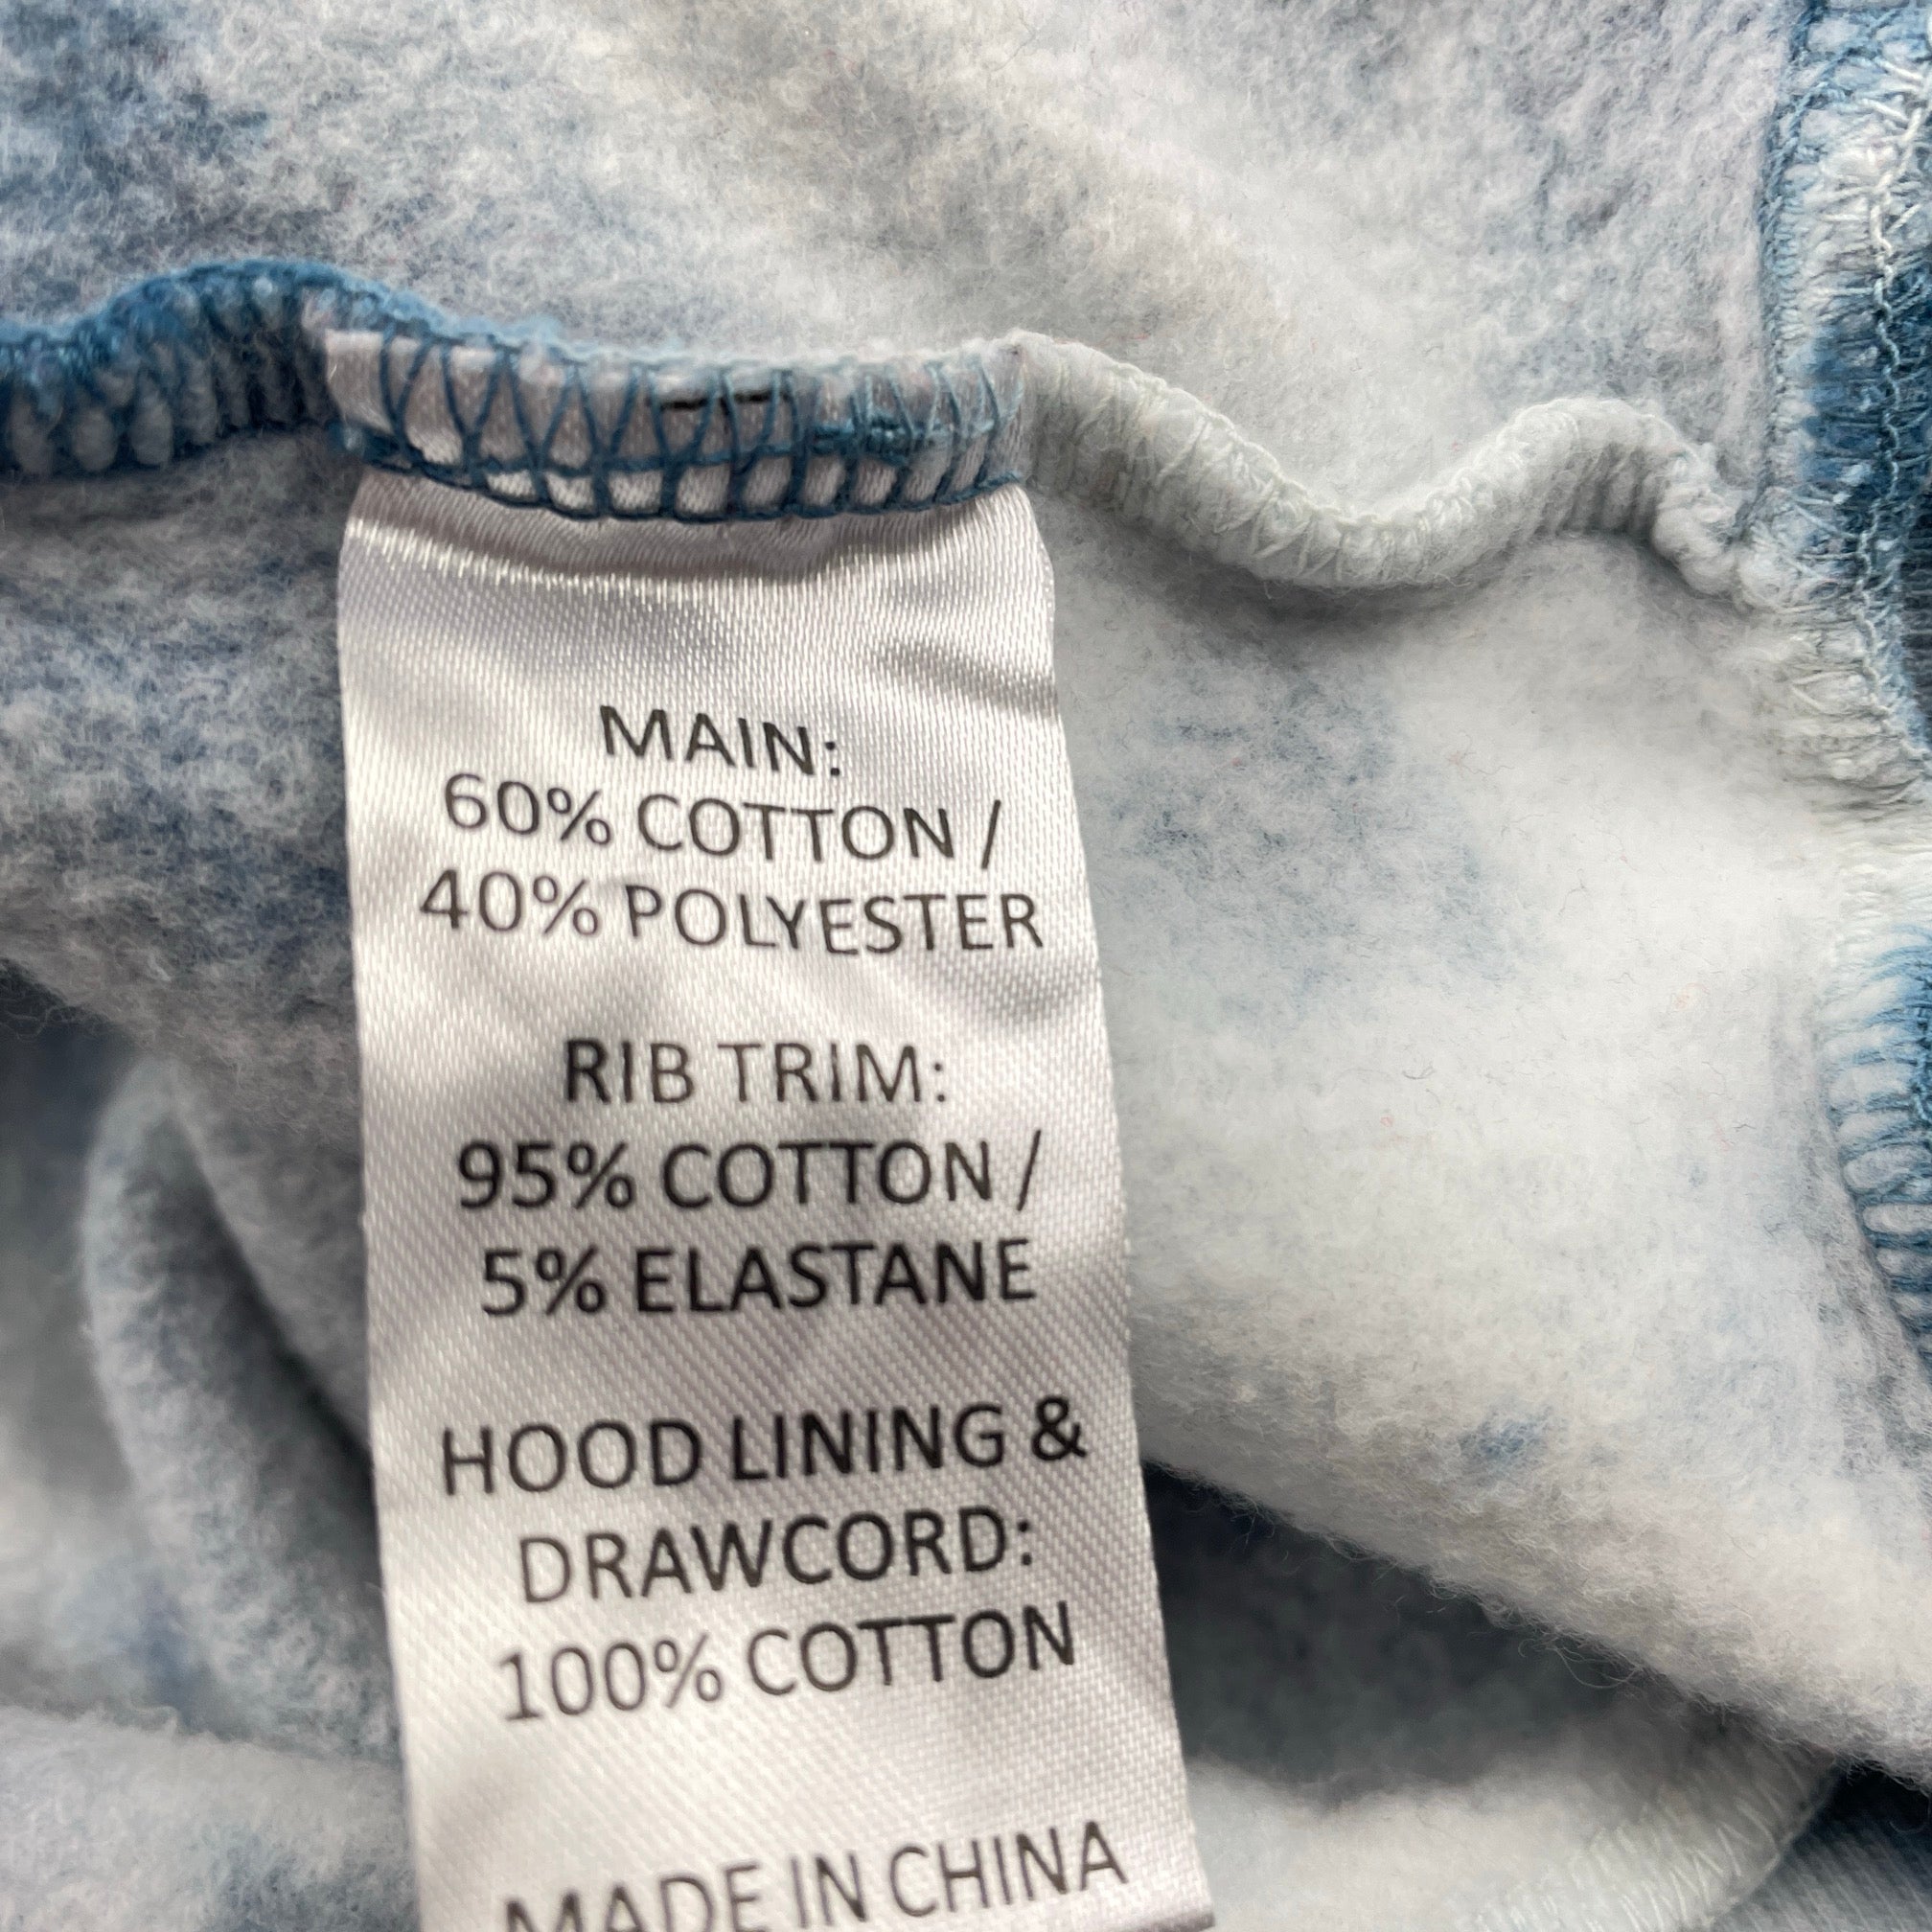 MAIN:
60% COTTON /
40% POLYESTER
RIB TRIM:
95% COTTON /
5% ELASTANE
HOOD LINING &
DRAWCORD:
100% COTTON
MADE IN CHINA